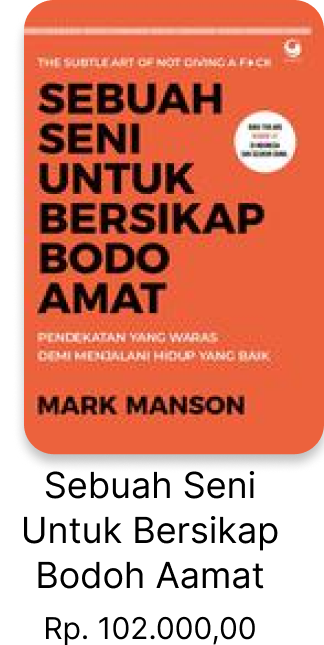 THE SUBTLE ART OF NOT GIVING A F*CK
SEBUAH
SENI
UNTUK
BERSIKAP
BODO
AMAT
PENDEKATAN YANG WARAS
DEMI MENJALANI HIDUP YANG BAIK
MARK MANSON
Sebuah Seni
Untuk Bersikap
Bodoh Aamat
Rp. 102.000,00